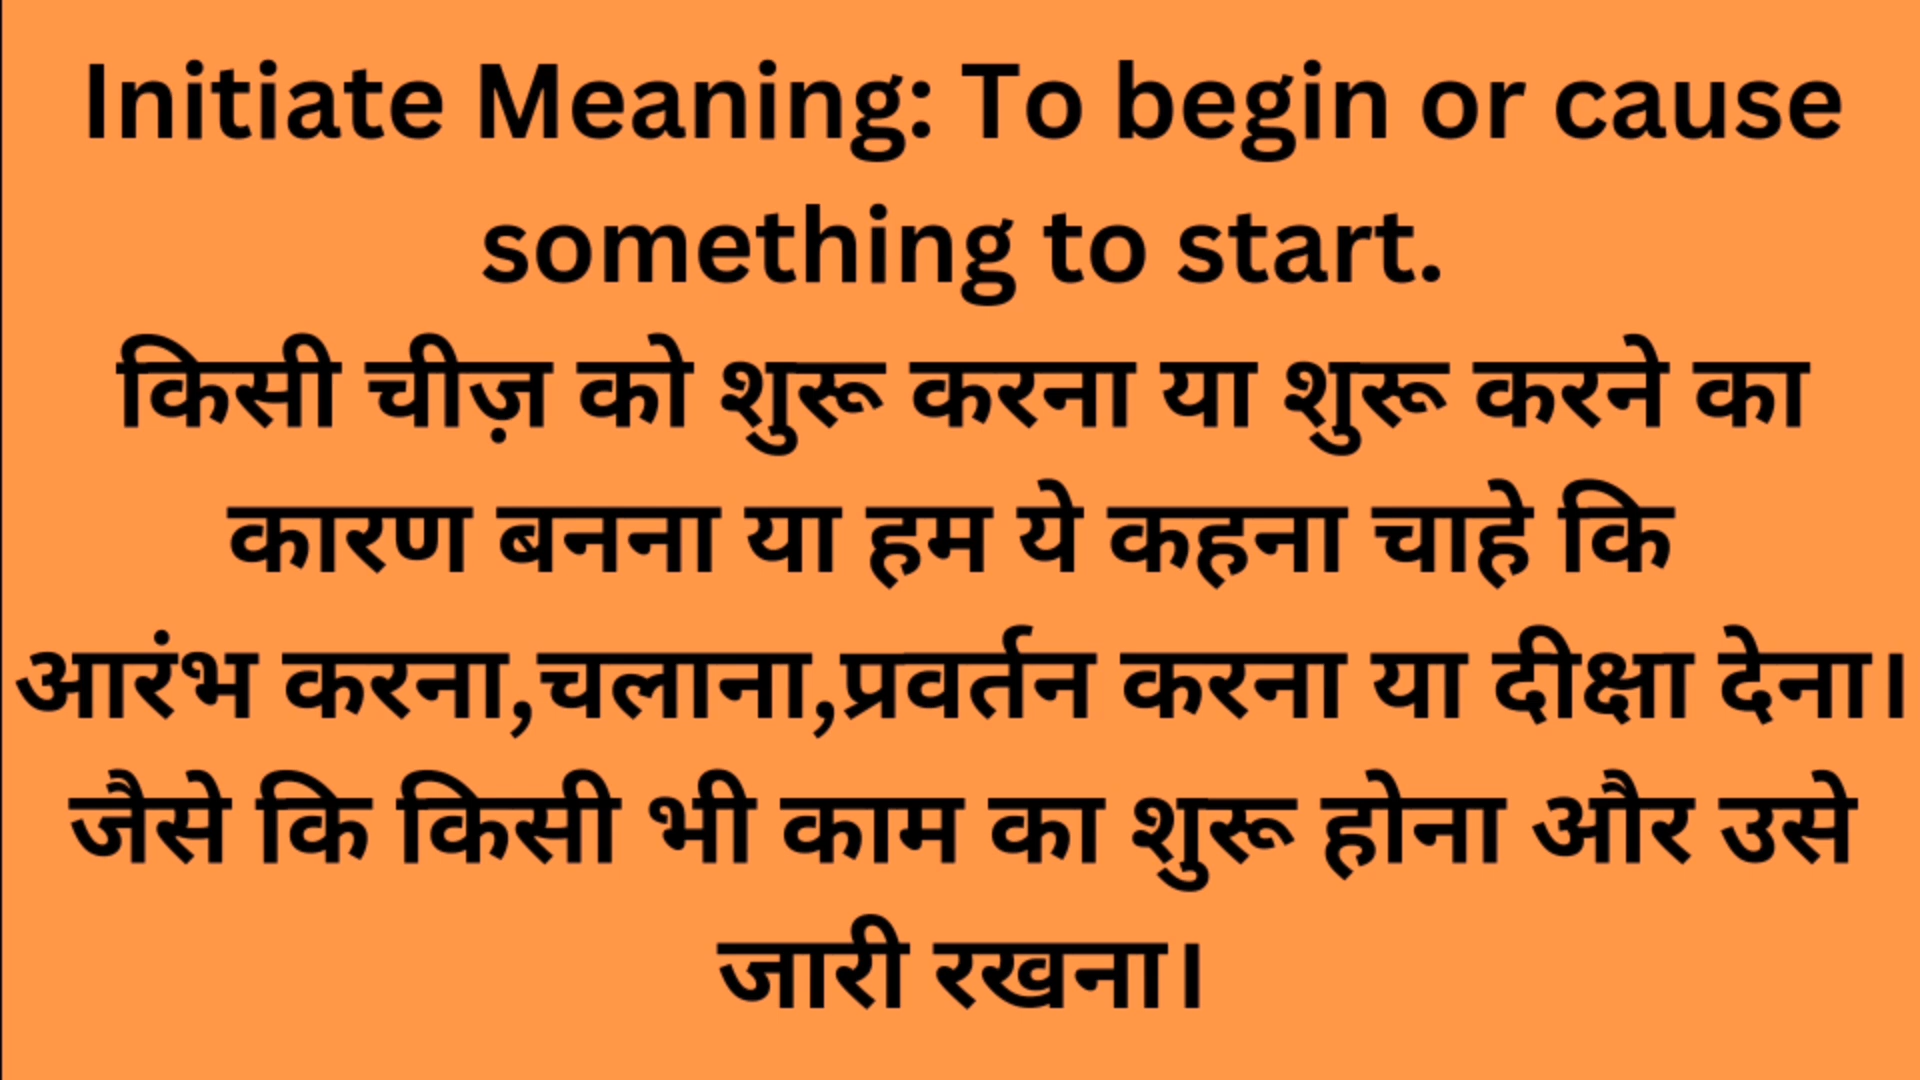 Initiate Meaning: To begin or cause
something to start.
किसी चीज़ को शुरू करना या शुरू करने का
कारण बनना या हम ये कहना चाहे कि
आरंभ करना,चलाना,प्रवर्तन करना या दीक्षा देना।
जैसे कि किसी भी काम का शुरू होना और उसे
जारी रखना।